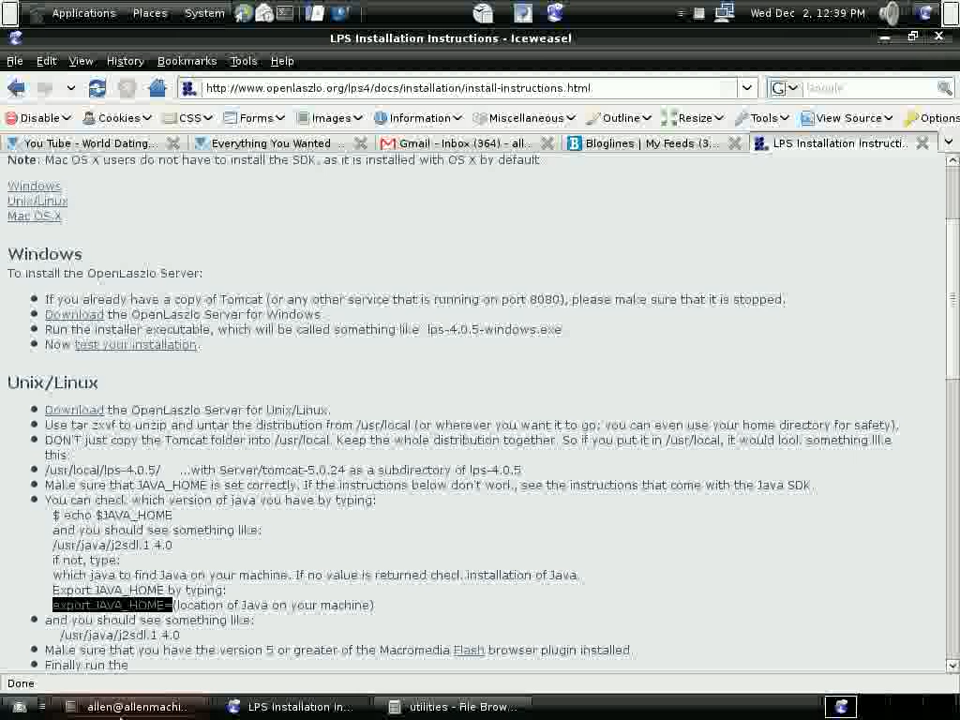 Applications Places System Wed Dec 2, 12:39 PM
LPS Installation Instructions - Iceweasel
File Edit View History Bookmarks Tools Help
http://www.openlaszlo.org/lps4/docs/installation/install-instructions.html Google
Disable Cookies CSS Forms Images Information Miscellaneous Outline Resize Tools View Source Options
You Tube - World Dating... Everything You Wanted Gmail - Inbox (364) - all... Bloglines | My Feeds (3... LPS Installation Instructi...
Note: Mac OS X users do not have to install the SDK, as it is installed with OS X by default
Windows
Unix/Linux
Mac OS X
Windows
To install the OpenLaszlo Server:
If you already have a copy of Tomcat (or any other service that is running on port 8080), please make sure that it is stopped.
Download the OpenLaszlo Server for Windows.
Run the installer executable, which will be called something like lps-4.0.5-windows.exe
Now test your installation.
Unix/Linux
Download the OpenLaszlo Server for Unix/Linux.
Use tar zxvf to unzip and untar the distribution from /usr/local (or wherever you want it to go; you can even use your home directory for safety).
DON'T just copy the Tomcat folder into /usr/local. Keep the whole distribution together. So if you put it in /usr/local, it would look something like
this:
/usr/local/lps-4.0.5/ ...with Server/tomcat-5.0.24 as a subdirectory of lps-4.0.5
Make sure that JAVA_HOME is set correctly. If the instructions below don't work, see the instructions that come with the Java SDK.
You can check which version of java you have by typing:
$ echo $JAVA_HOME
and you should see something like:
/usr/java/j2sdk1.4.0
if not, type:
which java to find Java on your machine. If no value is returned check installation of Java.
Export JAVA_HOME by typing:
export JAVA_HOME=(location of Java on your machine)
and you should see something like:
/usr/java/j2sdk1.4.0
Make sure that you have the version 5 or greater of the Macromedia Flash browser plugin installed.
Finally run the
Done
allen@allenmachi... LPS Installation In... utilities - File Brow...